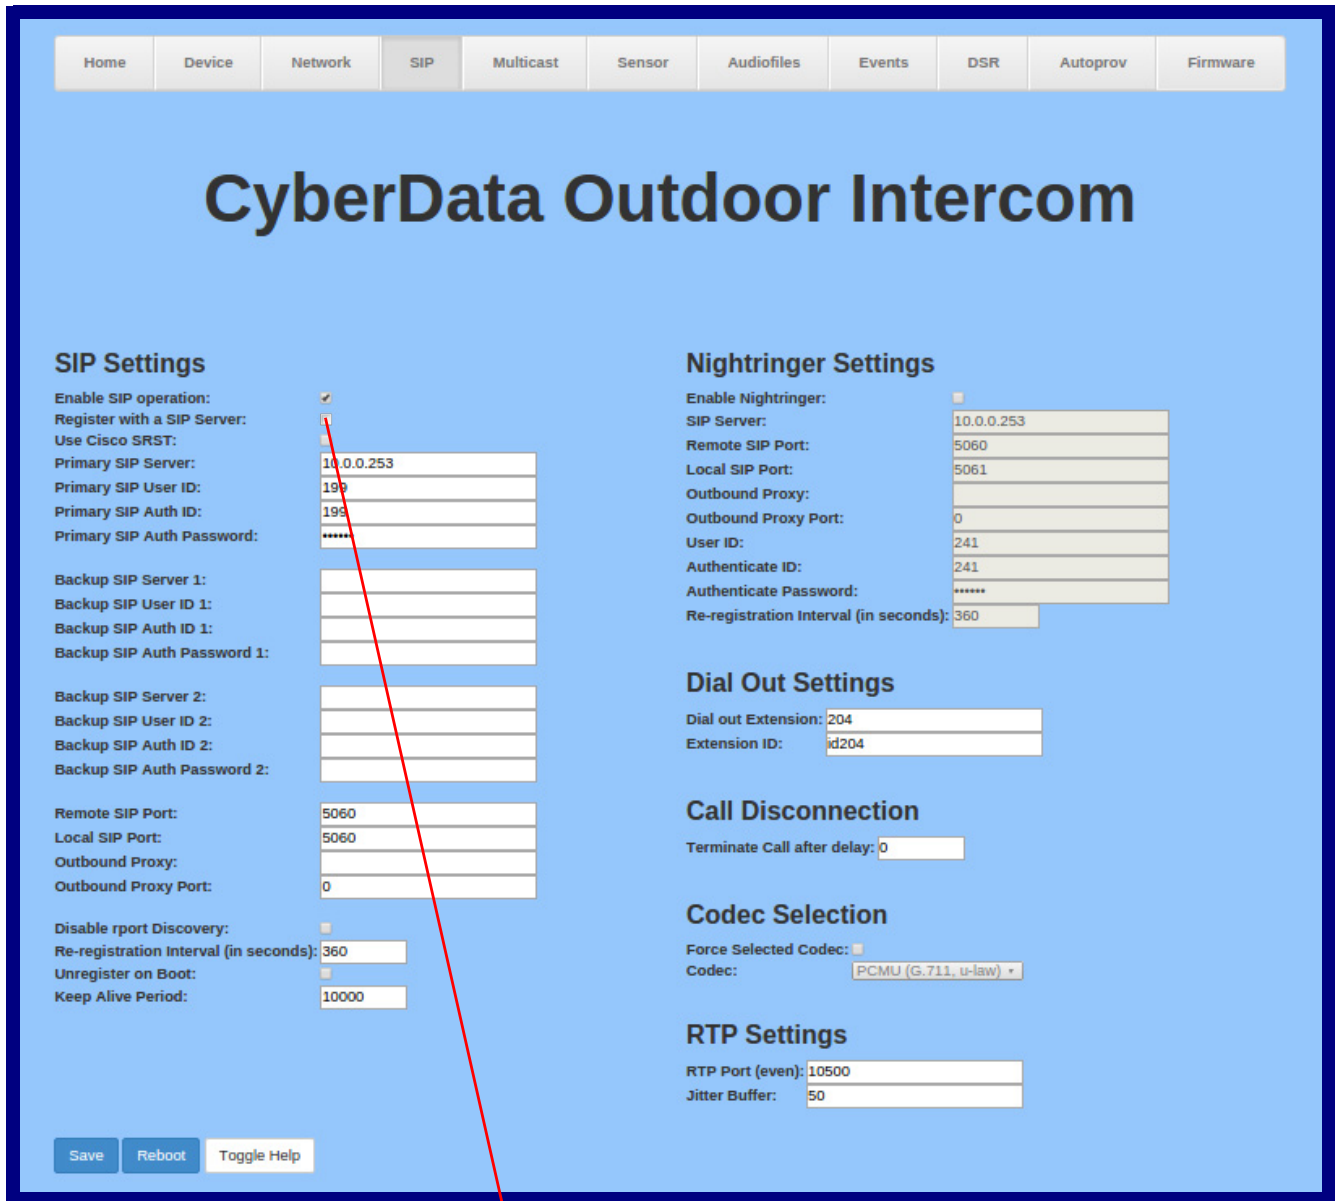 Home Device Network SIP Multicast Sensor Audiofiles Events DSR Autoprov Firmware
CyberData Outdoor Intercom
SIP Settings
Enable SIP operation:
Register with a SIP Server:
Use Cisco SRST:
Primary SIP Server: 10.0.0.253
Primary SIP User ID: 199
Primary SIP Auth ID: 199
Primary SIP Auth Password: ••••••
Backup SIP Server 1:
Backup SIP User ID 1:
Backup SIP Auth ID 1:
Backup SIP Auth Password 1:
Backup SIP Server 2:
Backup SIP User ID 2:
Backup SIP Auth ID 2:
Backup SIP Auth Password 2:
Remote SIP Port: 5060
Local SIP Port: 5060
Outbound Proxy:
Outbound Proxy Port: 0
Disable rport Discovery:
Re-registration Interval (in seconds): 360
Unregister on Boot:
Keep Alive Period: 10000
Nightringer Settings
Enable Nightringer:
SIP Server: 10.0.0.253
Remote SIP Port: 5060
Local SIP Port: 5061
Outbound Proxy:
Outbound Proxy Port: 0
User ID: 241
Authenticate ID: 241
Authenticate Password: ••••••
Re-registration Interval (in seconds): 360
Dial Out Settings
Dial out Extension: 204
Extension ID: id204
Call Disconnection
Terminate Call after delay: 0
Codec Selection
Force Selected Codec:
Codec: PCMU (G.711, u-law)
RTP Settings
RTP Port (even): 10500
Jitter Buffer: 50
Save Reboot Toggle Help